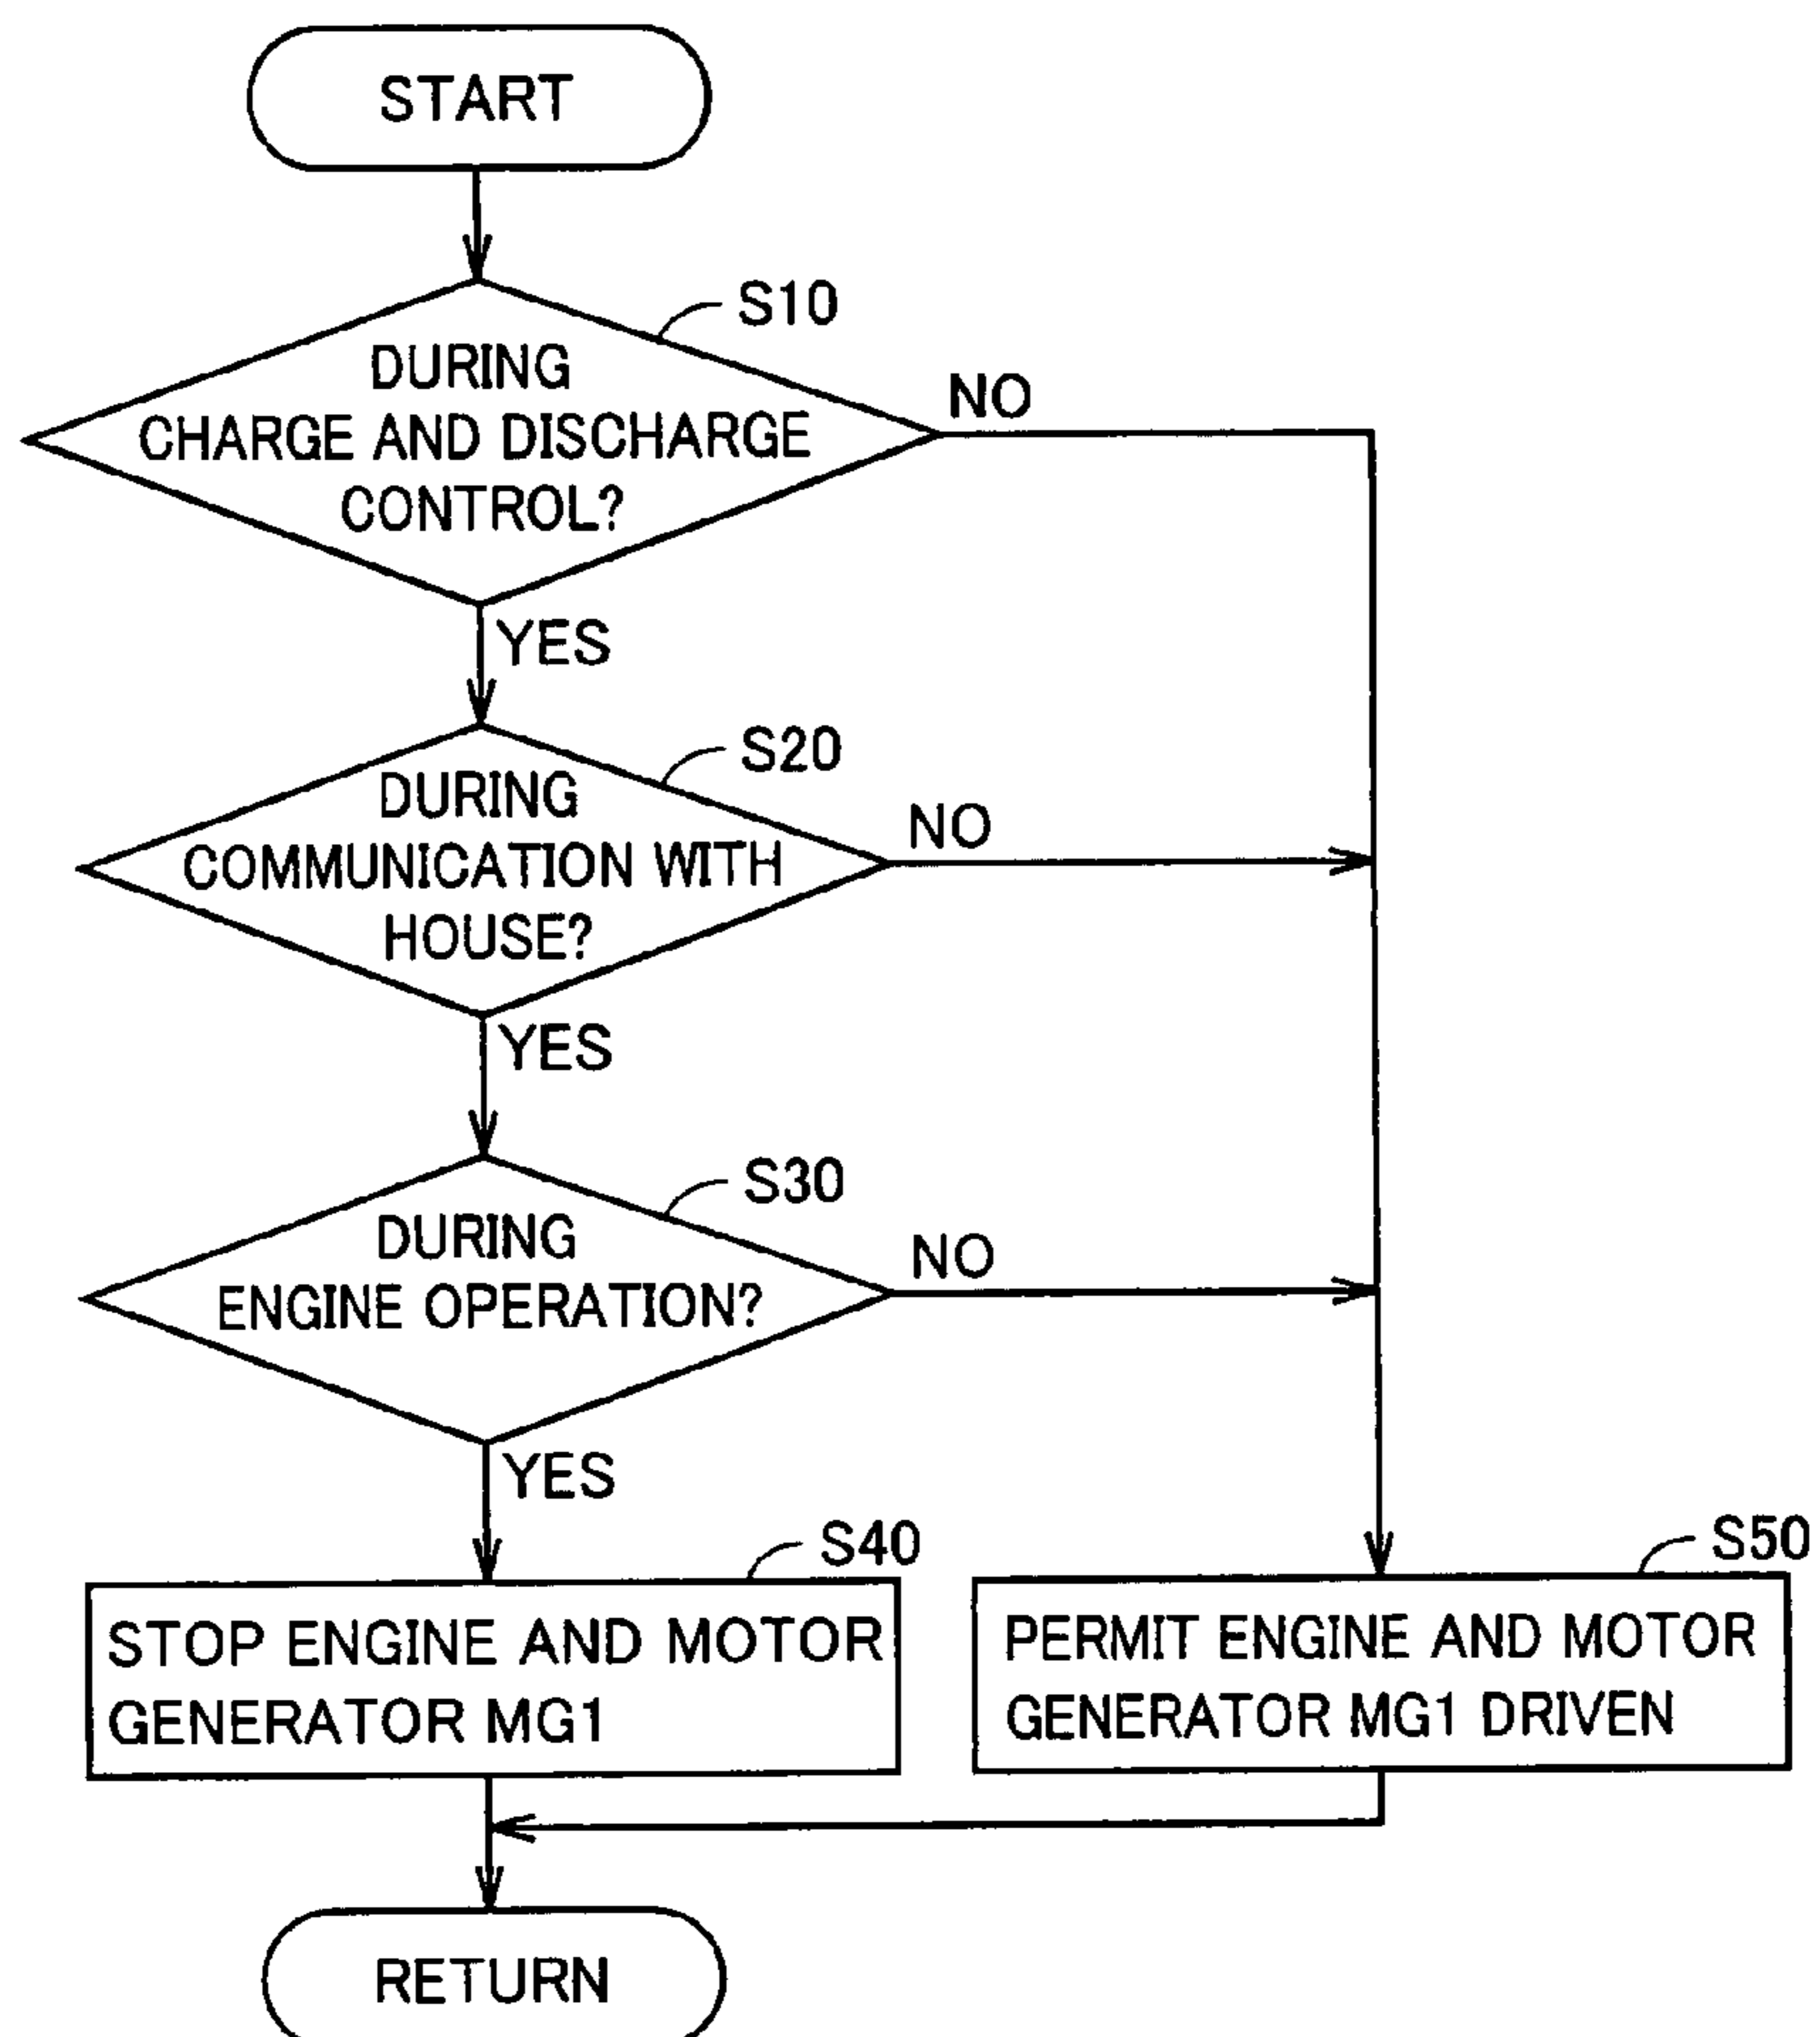 START
S10
DURING
CHARGE AND DISCHARGE
CONTROL?
NO
YES
S20
DURING
COMMUNICATION WITH
HOUSE?
NO
YES
S30
DURING
ENGINE OPERATION?
NO
YES
S40
STOP ENGINE AND MOTOR
GENERATOR MG1
S50
PERMIT ENGINE AND MOTOR
GENERATOR MG1 DRIVEN
RETURN